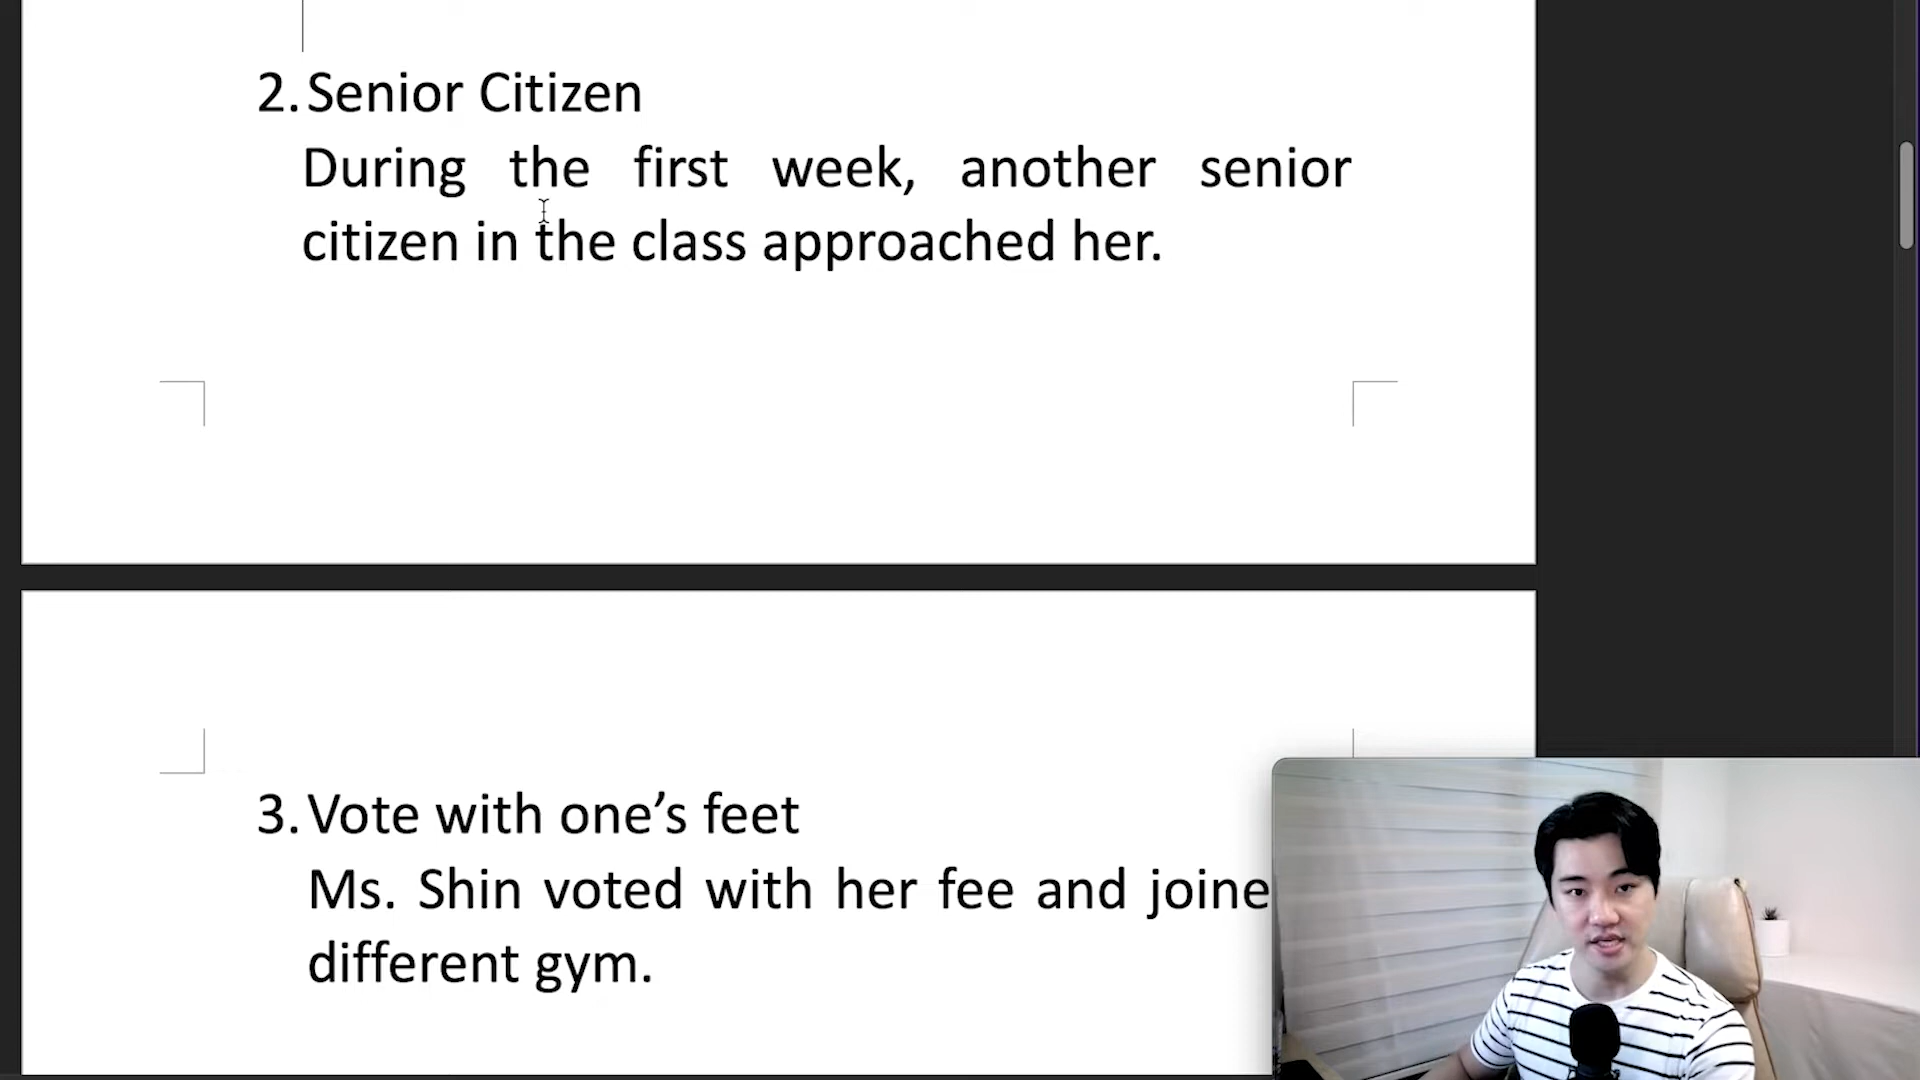 2. Senior Citizen
During the first week, another senior
citizen in the class approached her.
3. Vote with one’s feet
Ms. Shin voted with her fee and joine
different gym.